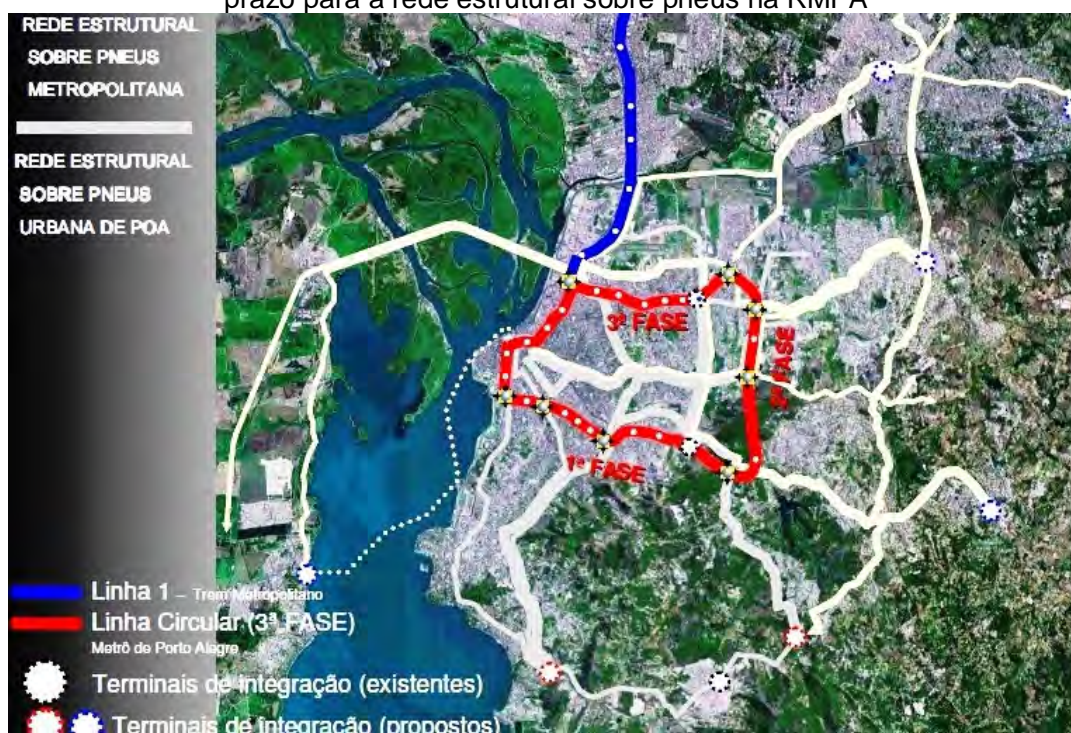 prazo para a rede estrutural sobre pneus na RMPA
REDE ESTRUTURAL
SOBRE PNEUS
METROPOLITANA
REDE ESTRUTURAL
SOBRE PNEUS
URBANA DE POA
3ª FASE
3ª FASE
1ª FASE
Linha 1 – Trem Metropolitano
Linha Circular (3ª FASE)
Metrô de Porto Alegre
Terminais de integração (existentes)
Terminais de integração (propostos)